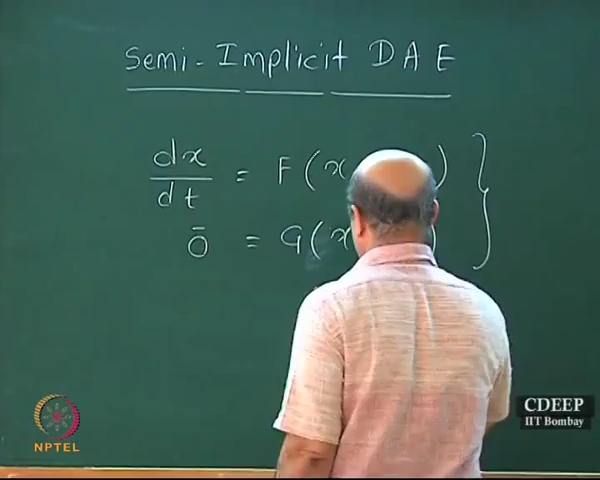 Semi-Implicit DAE
dx/dt = F(x )
0̄ = G(x )
NPTEL
CDEEP
IIT Bombay